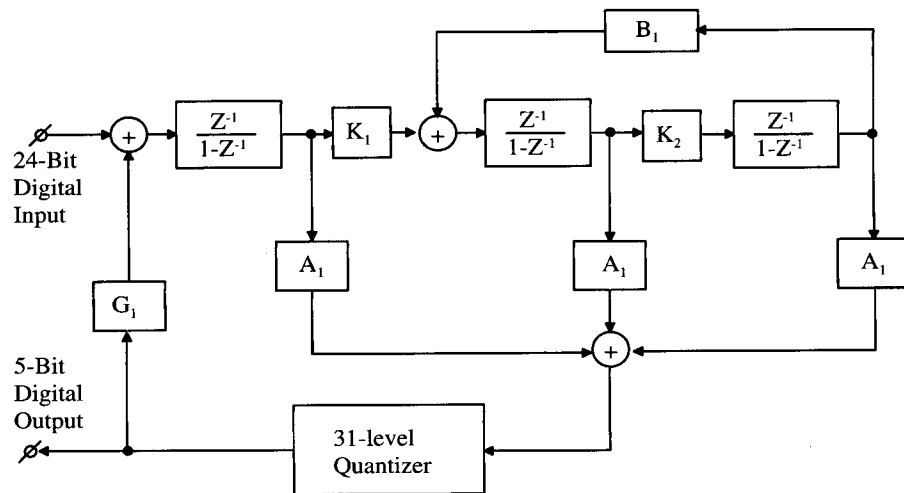 B₁
Z⁻¹
1-Z⁻¹
K₁
Z⁻¹
1-Z⁻¹
K₂
Z⁻¹
1-Z⁻¹
+
+
24-Bit
Digital
Input
A₁
A₁
A₁
G₁
+
5-Bit
Digital
Output
31-level
Quantizer